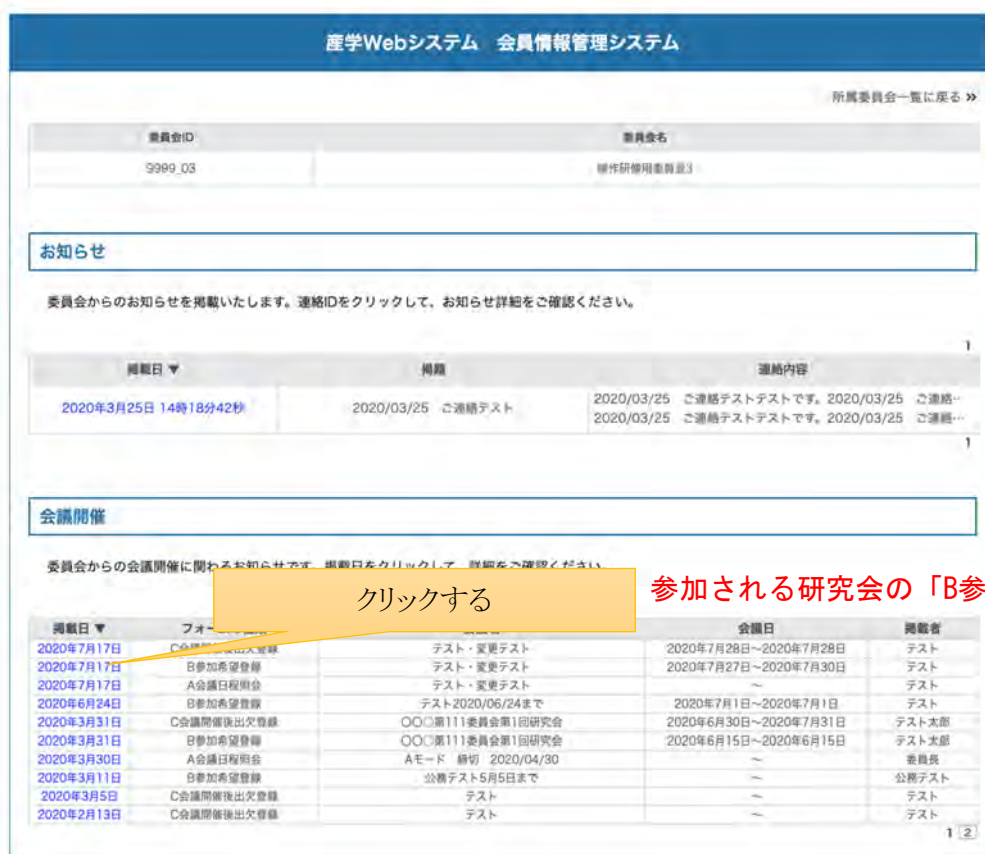 産学Webシステム　会員情報管理システム
所属委員会一覧に戻る »
委員会ID 委員会名
9999_03 操作研修用委員会3
お知らせ
委員会からのお知らせを掲載いたします。連絡IDをクリックして、お知らせ詳細をご確認ください。
1
掲載日 ▼ 掲題 連絡内容
2020年3月25日 14時18分42秒 2020/03/25　ご連絡テスト 2020/03/25　ご連絡テストテストです。2020/03/25　ご連絡…
2020/03/25　ご連絡テストテストです。2020/03/25　ご連絡…
1
会議開催
委員会からの会議開催に関わるお知らせです。掲載日をクリックして、詳細をご確認ください。
クリックする
参加される研究会の「B参
掲載日 ▼ フォー 会議日 掲載者
2020年7月17日 C会議開催後出欠登録 テスト・変更テスト 2020年7月28日～2020年7月28日 テスト
2020年7月17日 B参加希望登録 テスト・変更テスト 2020年7月27日～2020年7月30日 テスト
2020年7月17日 A会議日程照会 テスト・変更テスト ～ テスト
2020年6月24日 B参加希望登録 テスト2020/06/24まで 2020年7月1日～2020年7月1日 テスト
2020年3月31日 C会議開催後出欠登録 〇〇〇第111委員会第1回研究会 2020年6月30日～2020年7月31日 テスト太郎
2020年3月31日 B参加希望登録 〇〇〇第111委員会第1回研究会 2020年6月15日～2020年6月15日 テスト太郎
2020年3月30日 A会議日程照会 Aモード　締切　2020/04/30 ～ 委員長
2020年3月11日 B参加希望登録 公務テスト5月5日まで ～ 公務テスト
2020年3月5日 C会議開催後出欠登録 テスト ～ テスト
2020年2月13日 C会議開催後出欠登録 テスト ～ テスト
1 2